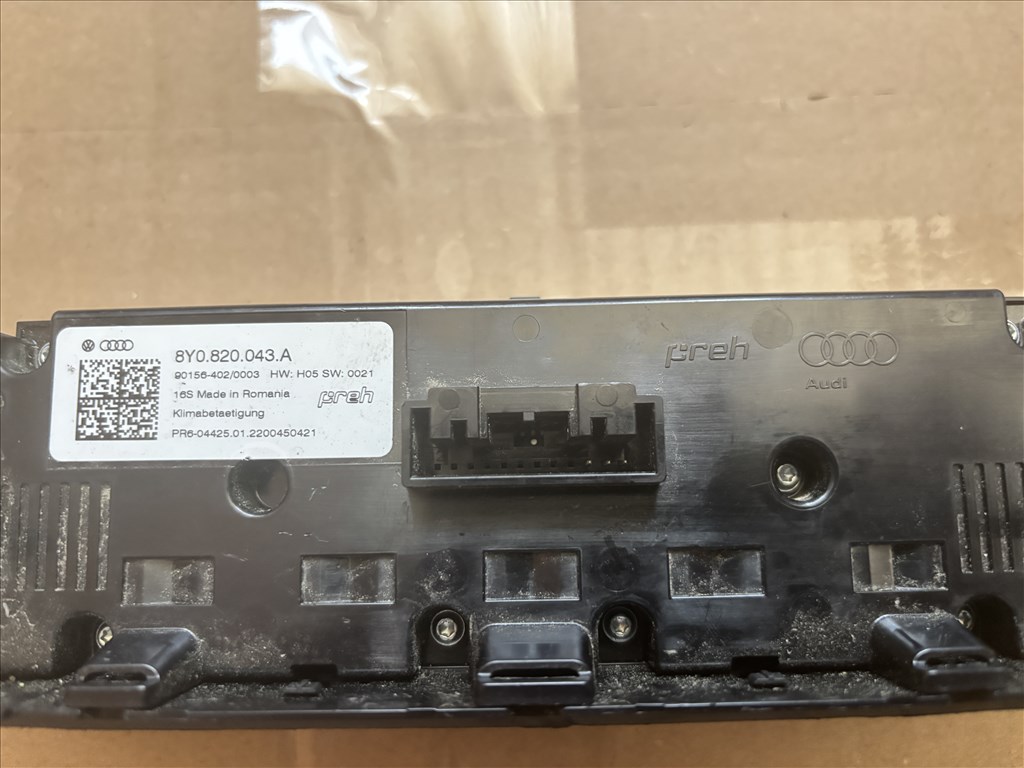 8Y0.820.043.A
90156-402/0003 HW: H05 SW: 0021
16S Made in Romania preh
Klimabetaetigung
PR6-04425.01.2200450421
preh
Audi